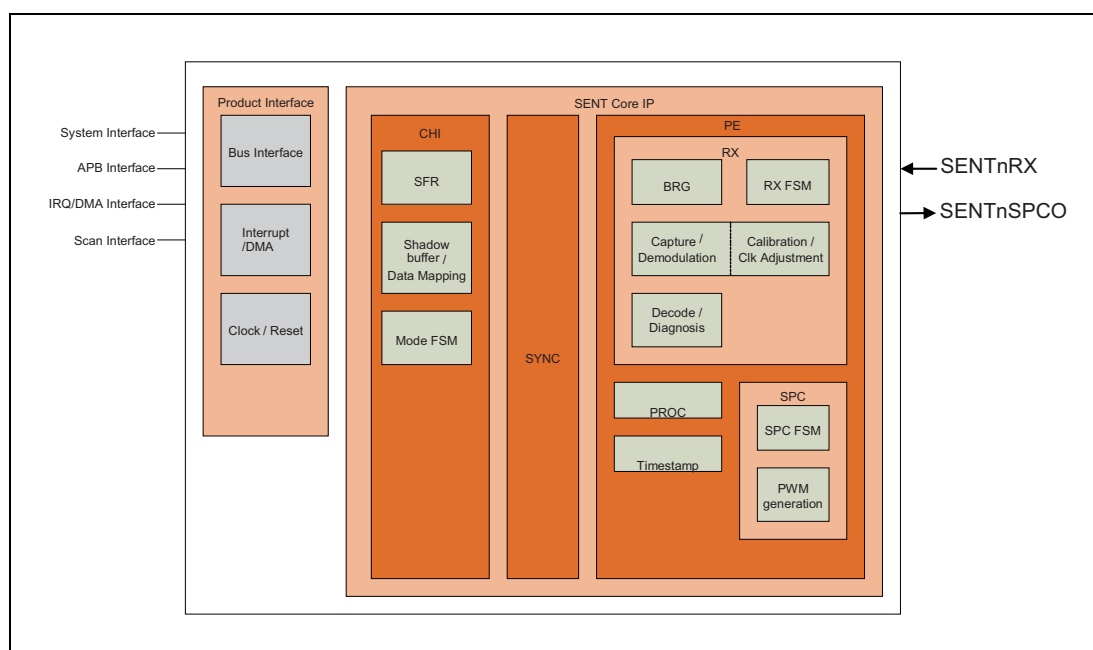 System Interface
APB Interface
IRQ/DMA Interface
Scan Interface
Product Interface
Bus Interface
Interrupt
/DMA
Clock / Reset
SENT Core IP
CHI
SFR
Shadow
buffer /
Data Mapping
Mode FSM
SYNC
PE
RX
BRG
RX FSM
Capture /
Demodulation
Calibration /
Clk Adjustment
Decode /
Diagnosis
PROC
Timestamp
SPC
SPC FSM
PWM
generation
SENTnRX
SENTnSPCO